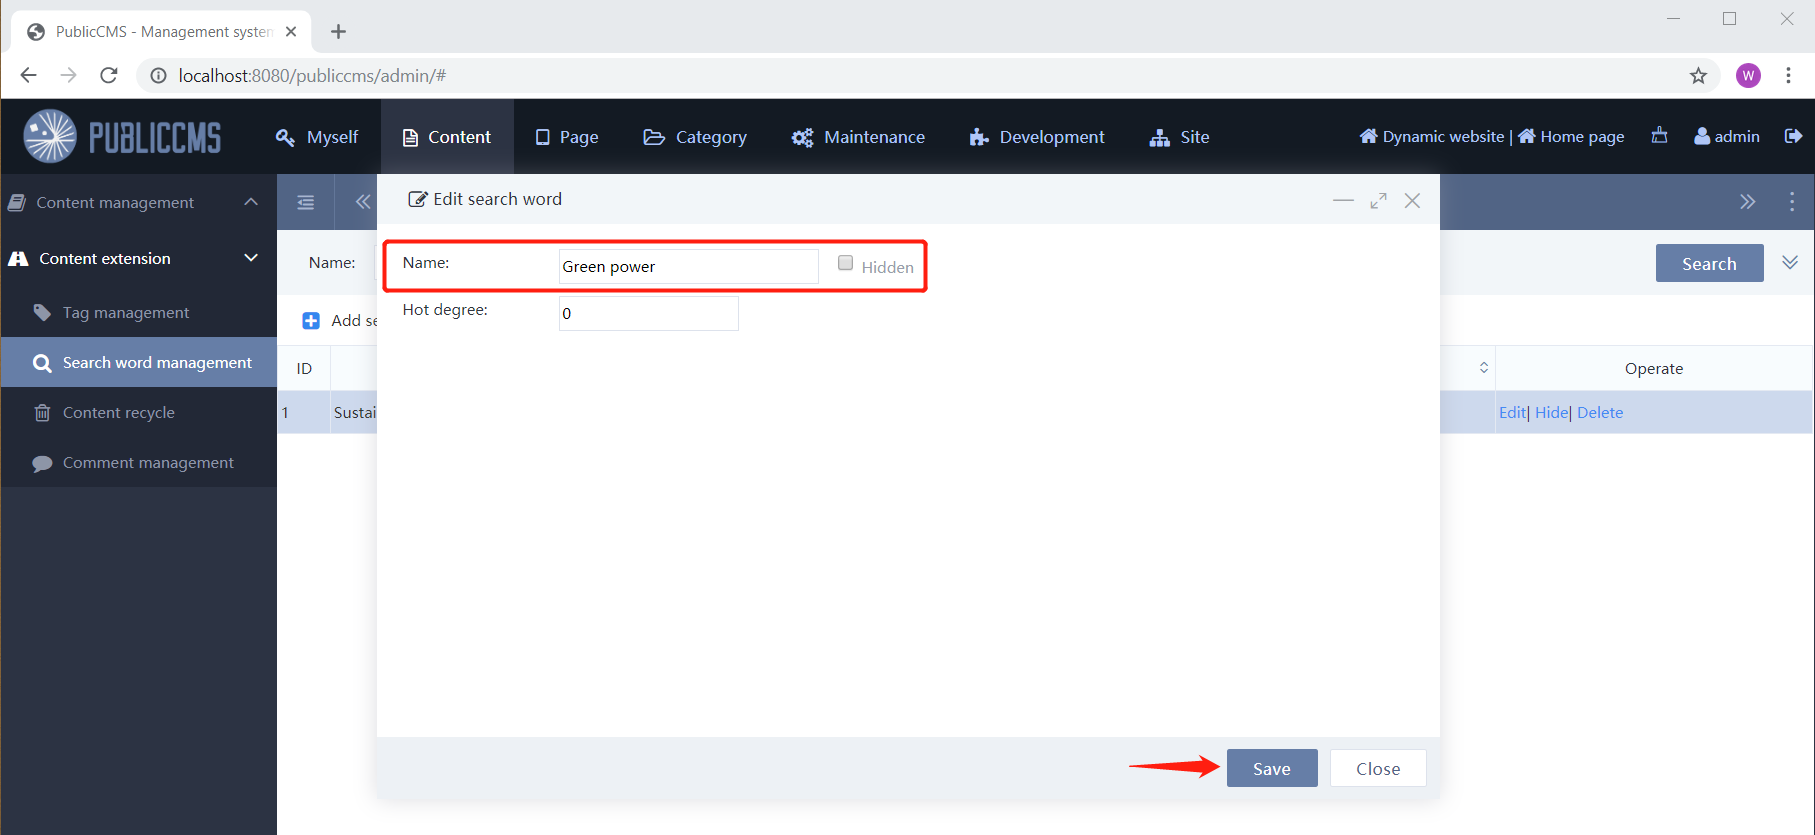 PublicCMS - Management system
localhost:8080/publiccms/admin/#
W
PUBLICCMS
Myself
Content
Page
Category
Maintenance
Development
Site
Dynamic website | Home page
admin
Content management
Content extension
Tag management
Search word management
Content recycle
Comment management
Edit search word
Name:
Name:
Green power
Hidden
Search
Hot degree:
0
Add se
ID
Operate
1
Sustai
Edit| Hide| Delete
Save
Close